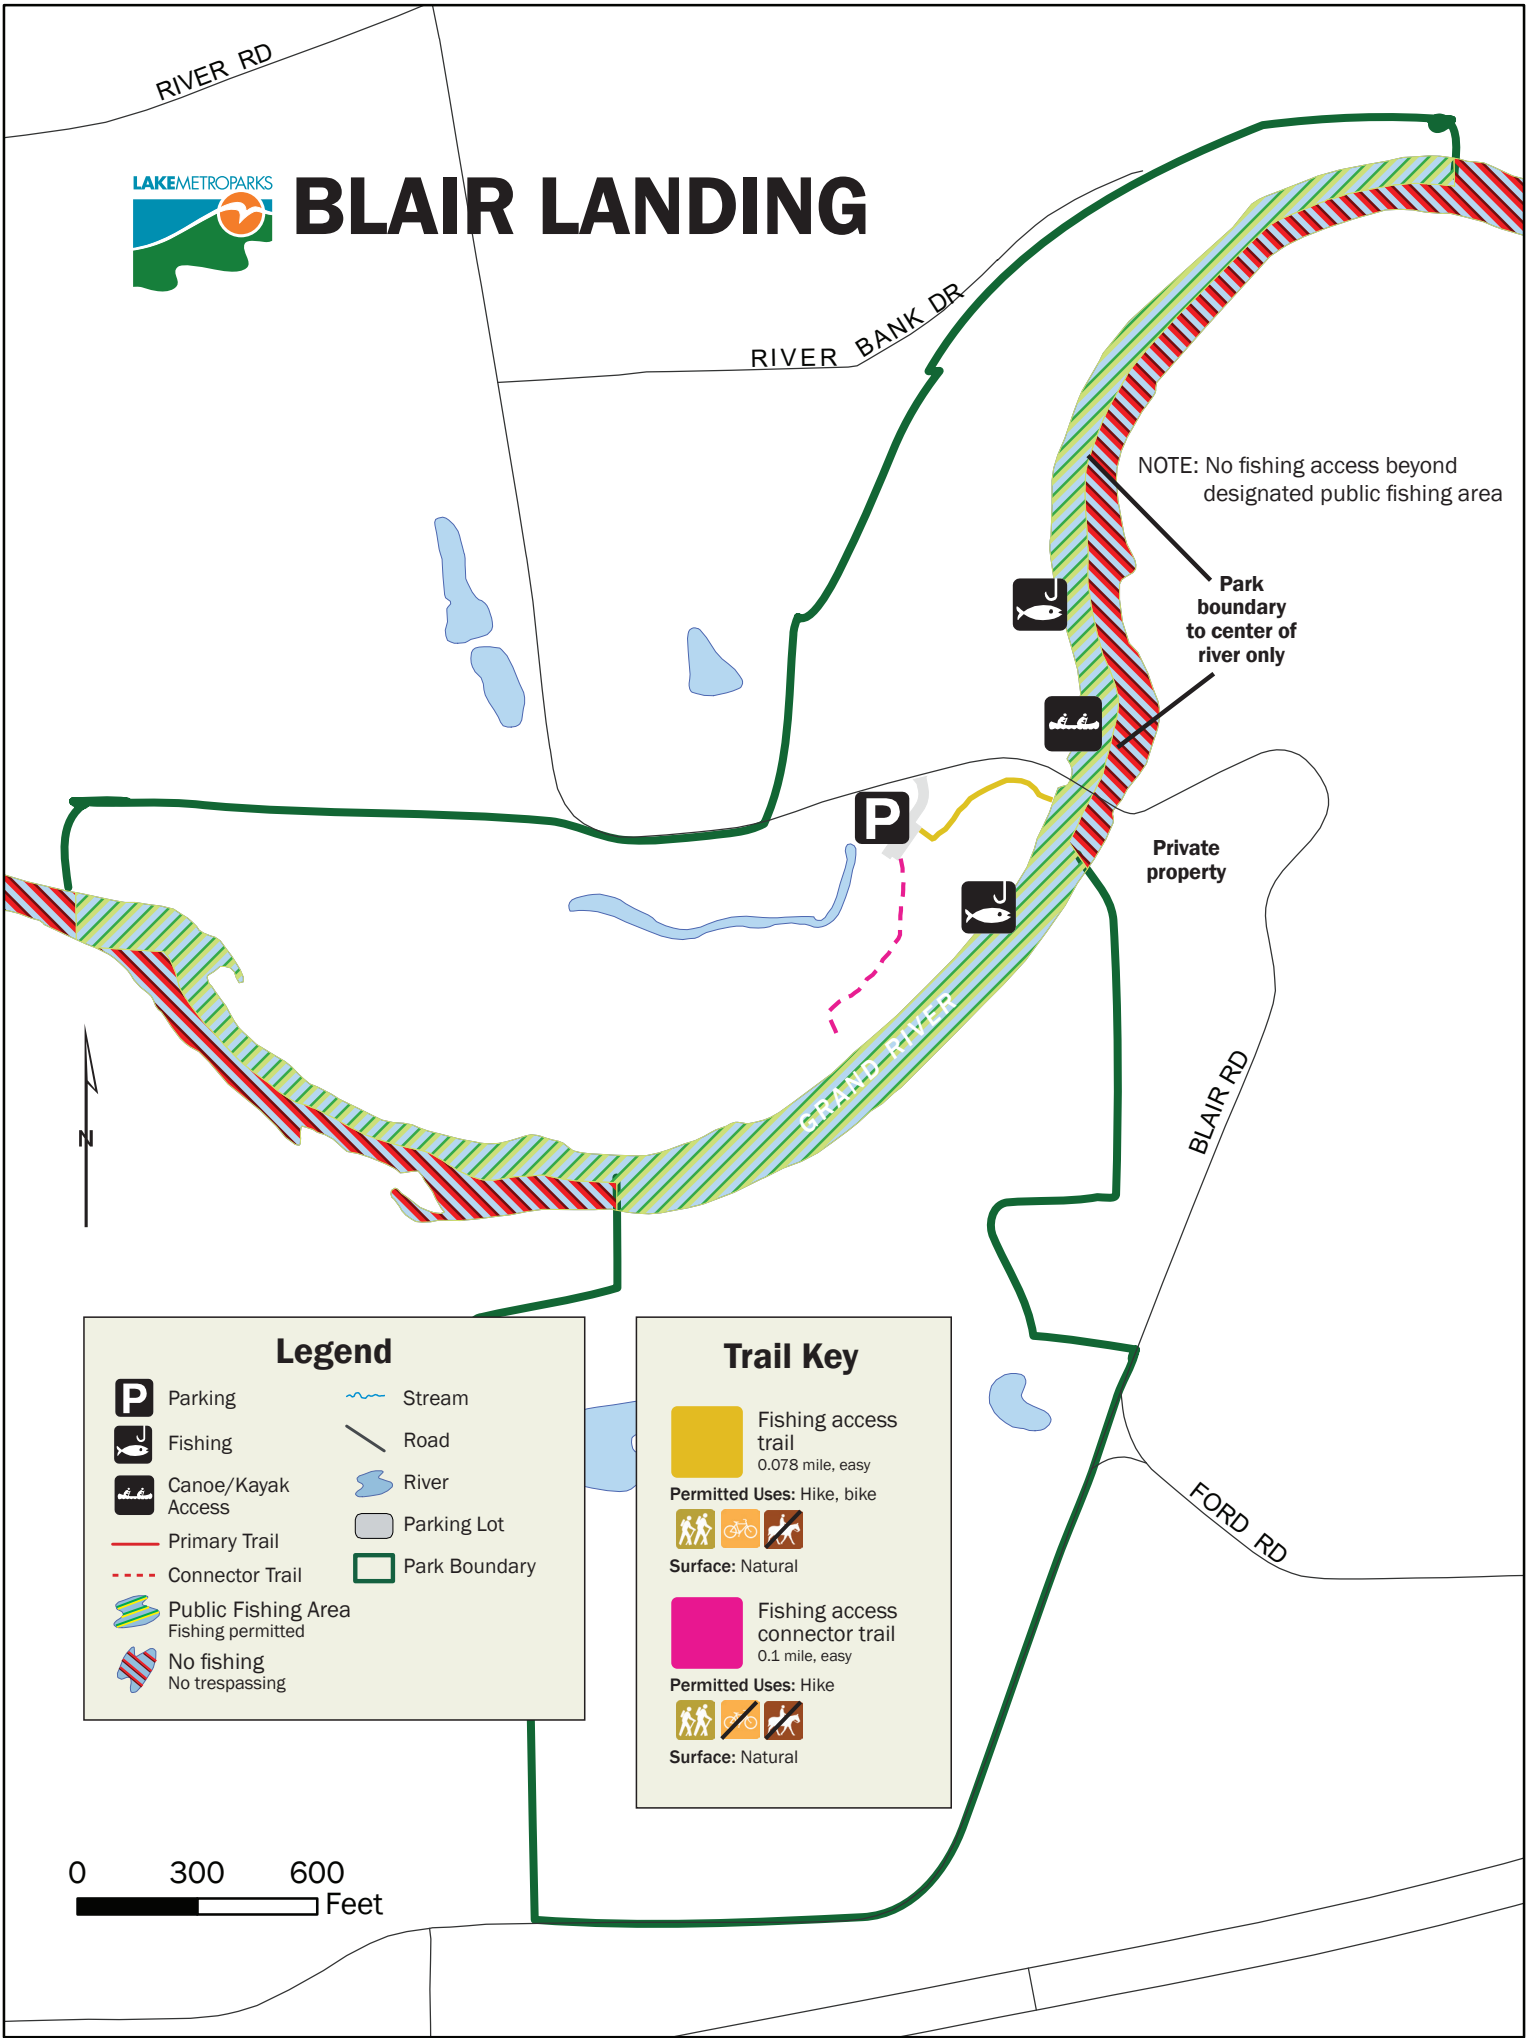 RIVER RD
LAKEMETROPARKS
BLAIR LANDING
RIVER BANK DR
NOTE: No fishing access beyond
designated public fishing area
Park
boundary
to center of
river only
P
Private
property
GRAND RIVER
BLAIR RD
N
FORD RD
Legend
P Parking
Fishing
Canoe/Kayak
Access
Primary Trail
Connector Trail
Public Fishing Area
Fishing permitted
No fishing
No trespassing
Stream
Road
River
Parking Lot
Park Boundary
Trail Key
Fishing access
trail
0.078 mile, easy
Permitted Uses: Hike, bike
Surface: Natural
Fishing access
connector trail
0.1 mile, easy
Permitted Uses: Hike
Surface: Natural
0 300 600
Feet